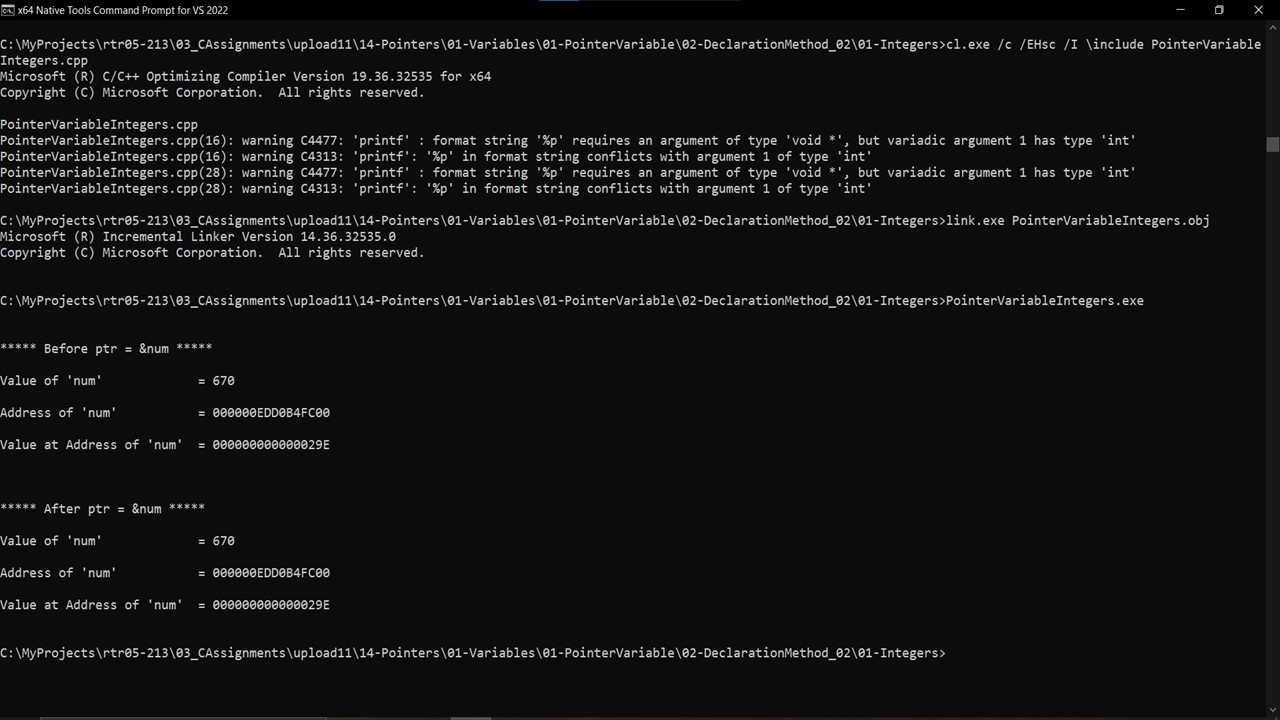 x64 Native Tools Command Prompt for VS 2022
C:\MyProjects\rtr05-213\03_CAssignments\upload11\14-Pointers\01-Variables\01-PointerVariable\02-DeclarationMethod_02\01-Integers>cl.exe /c /EHsc /I \include PointerVariable
Integers.cpp
Microsoft (R) C/C++ Optimizing Compiler Version 19.36.32535 for x64
Copyright (C) Microsoft Corporation.  All rights reserved.
PointerVariableIntegers.cpp
PointerVariableIntegers.cpp(16): warning C4477: 'printf' : format string '%p' requires an argument of type 'void *', but variadic argument 1 has type 'int'
PointerVariableIntegers.cpp(16): warning C4313: 'printf': '%p' in format string conflicts with argument 1 of type 'int'
PointerVariableIntegers.cpp(28): warning C4477: 'printf' : format string '%p' requires an argument of type 'void *', but variadic argument 1 has type 'int'
PointerVariableIntegers.cpp(28): warning C4313: 'printf': '%p' in format string conflicts with argument 1 of type 'int'
C:\MyProjects\rtr05-213\03_CAssignments\upload11\14-Pointers\01-Variables\01-PointerVariable\02-DeclarationMethod_02\01-Integers>link.exe PointerVariableIntegers.obj
Microsoft (R) Incremental Linker Version 14.36.32535.0
Copyright (C) Microsoft Corporation.  All rights reserved.
C:\MyProjects\rtr05-213\03_CAssignments\upload11\14-Pointers\01-Variables\01-PointerVariable\02-DeclarationMethod_02\01-Integers>PointerVariableIntegers.exe
***** Before ptr = &num *****
Value of 'num'             = 670
Address of 'num'           = 000000EDD0B4FC00
Value at Address of 'num'  = 000000000000029E
***** After ptr = &num *****
Value of 'num'             = 670
Address of 'num'           = 000000EDD0B4FC00
Value at Address of 'num'  = 000000000000029E
C:\MyProjects\rtr05-213\03_CAssignments\upload11\14-Pointers\01-Variables\01-PointerVariable\02-DeclarationMethod_02\01-Integers>